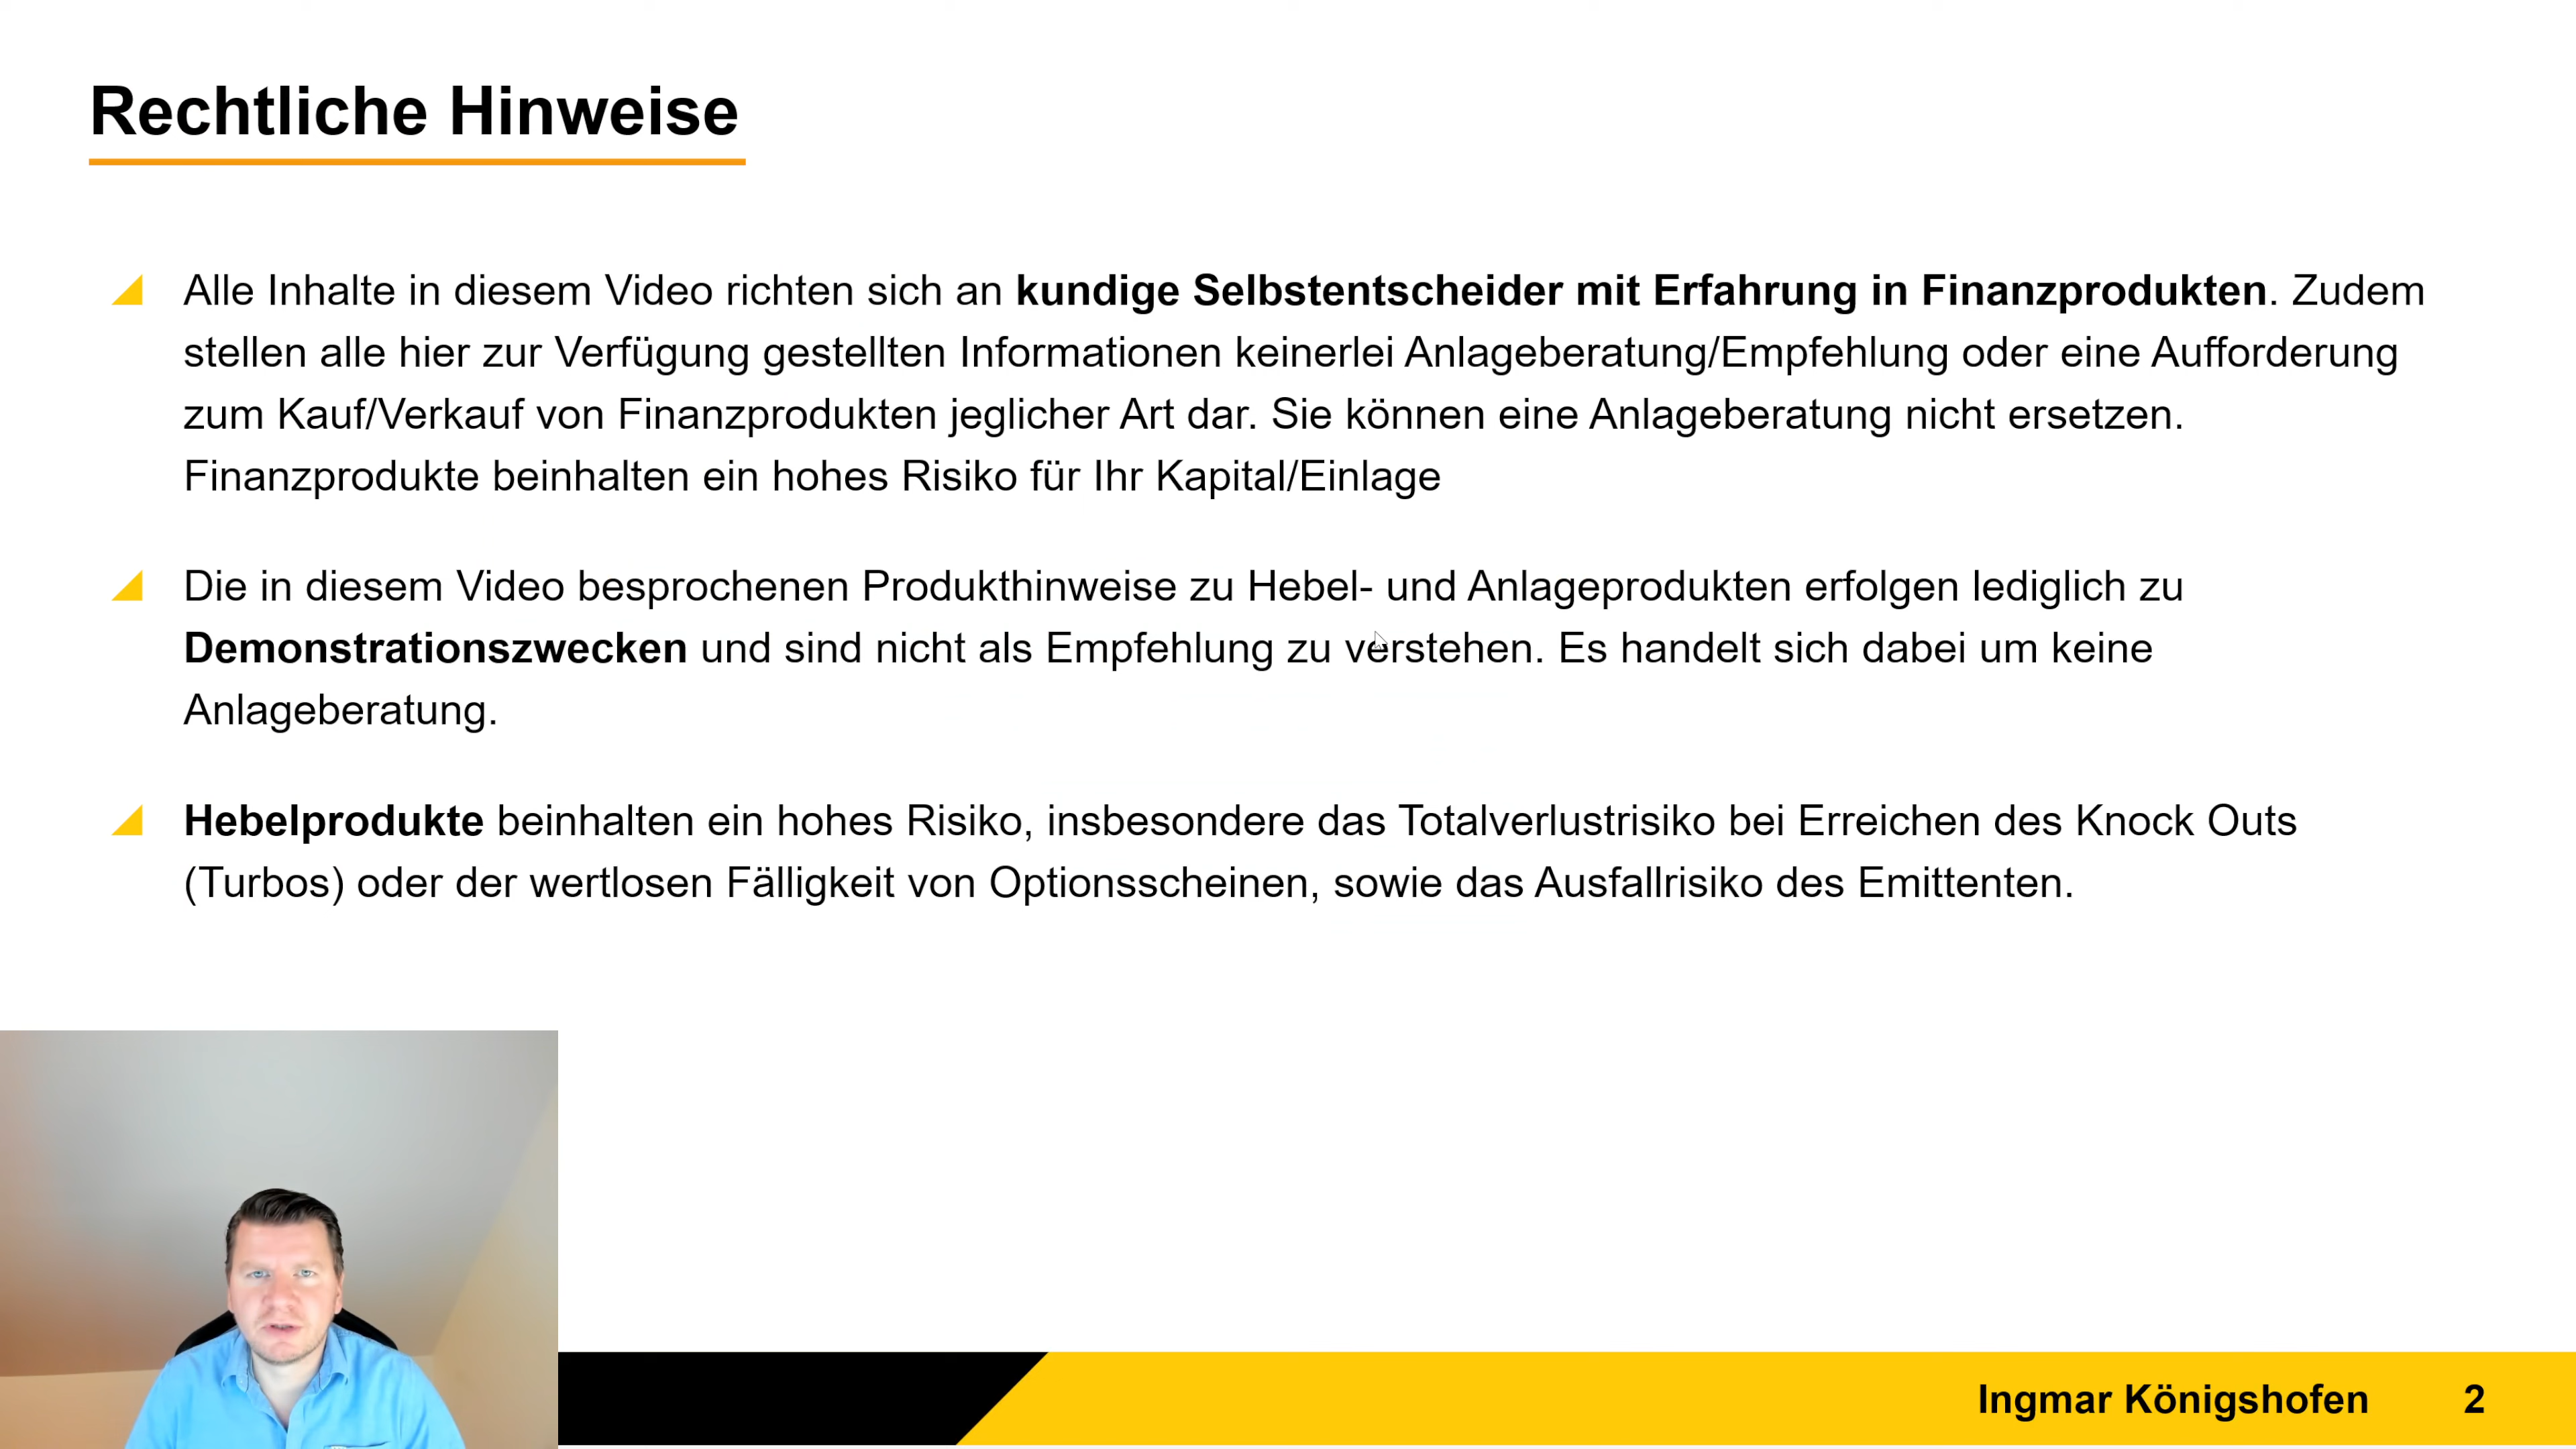 Rechtliche Hinweise
Alle Inhalte in diesem Video richten sich an kundige Selbstentscheider mit Erfahrung in Finanzprodukten. Zudem
stellen alle hier zur Verfügung gestellten Informationen keinerlei Anlageberatung/Empfehlung oder eine Aufforderung
zum Kauf/Verkauf von Finanzprodukten jeglicher Art dar. Sie können eine Anlageberatung nicht ersetzen.
Finanzprodukte beinhalten ein hohes Risiko für Ihr Kapital/Einlage
Die in diesem Video besprochenen Produkthinweise zu Hebel- und Anlageprodukten erfolgen lediglich zu
Demonstrationszwecken und sind nicht als Empfehlung zu verstehen. Es handelt sich dabei um keine
Anlageberatung.
Hebelprodukte beinhalten ein hohes Risiko, insbesondere das Totalverlustrisiko bei Erreichen des Knock Outs
(Turbos) oder der wertlosen Fälligkeit von Optionsscheinen, sowie das Ausfallrisiko des Emittenten.
Ingmar Königshofen 2